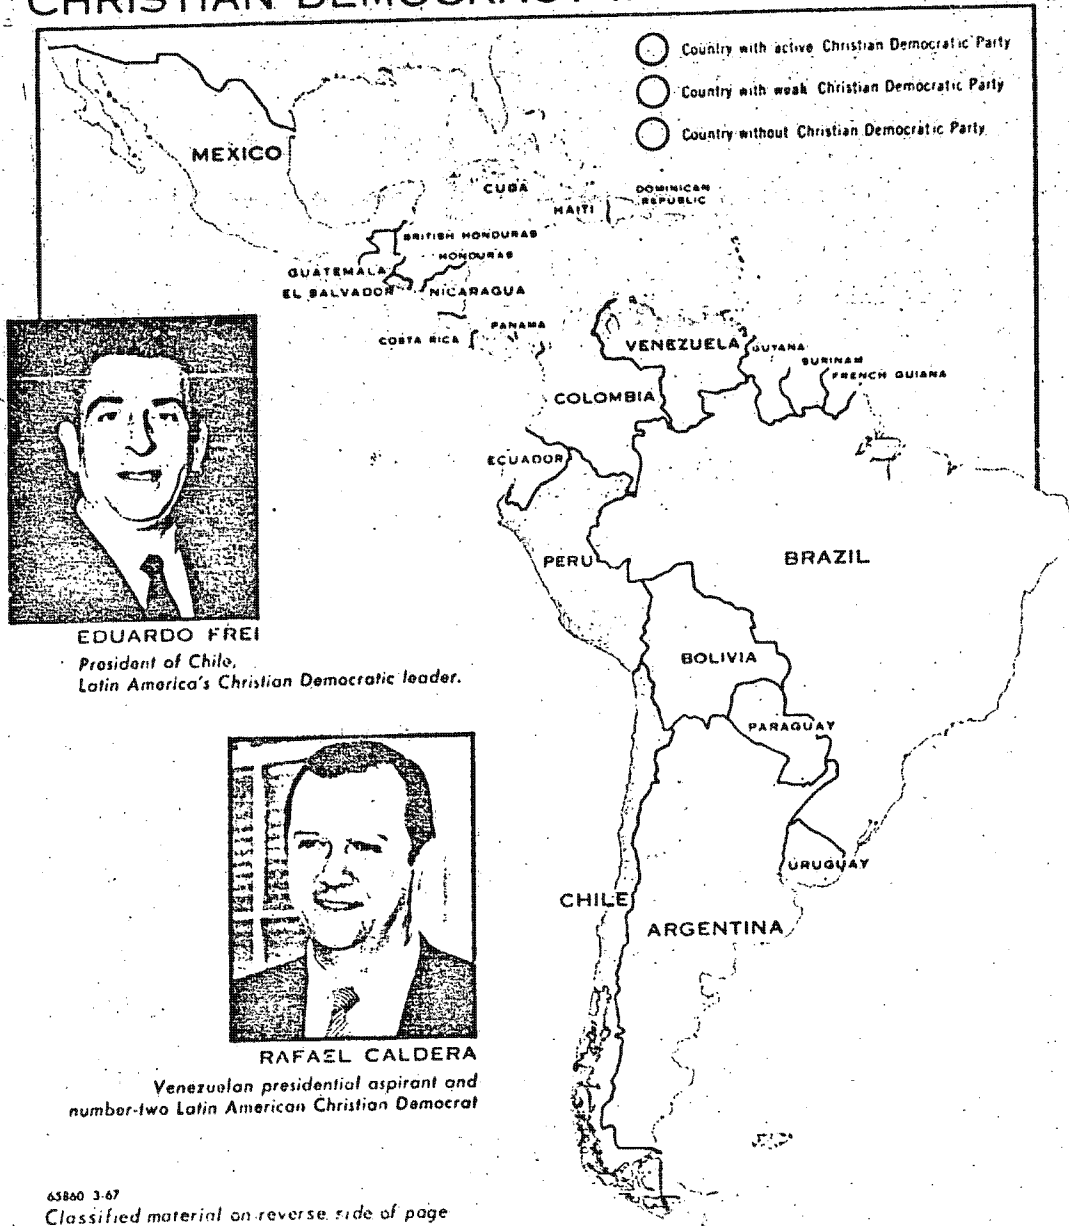 CHRISTIAN DEMOCRACY
Country with active Christian Democratic Party
Country with weak Christian Democratic Party
Country without Christian Democratic Party
MEXICO
CUBA
DOMINICAN
REPUBLIC
HAITI
BRITISH HONDURAS
HONDURAS
GUATEMALA
EL SALVADOR
NICARAGUA
COSTA RICA
PANAMA
VENEZUELA
GUYANA
SURINAM
FRENCH GUIANA
COLOMBIA
ECUADOR
PERU
BRAZIL
EDUARDO FREI
President of Chile,
Latin America's Christian Democratic leader.
BOLIVIA
PARAGUAY
URUGUAY
CHILE
ARGENTINA
RAFAEL CALDERA
Venezuelan presidential aspirant and
number-two Latin American Christian Democrat
65860 3-67
Classified material on reverse side of page